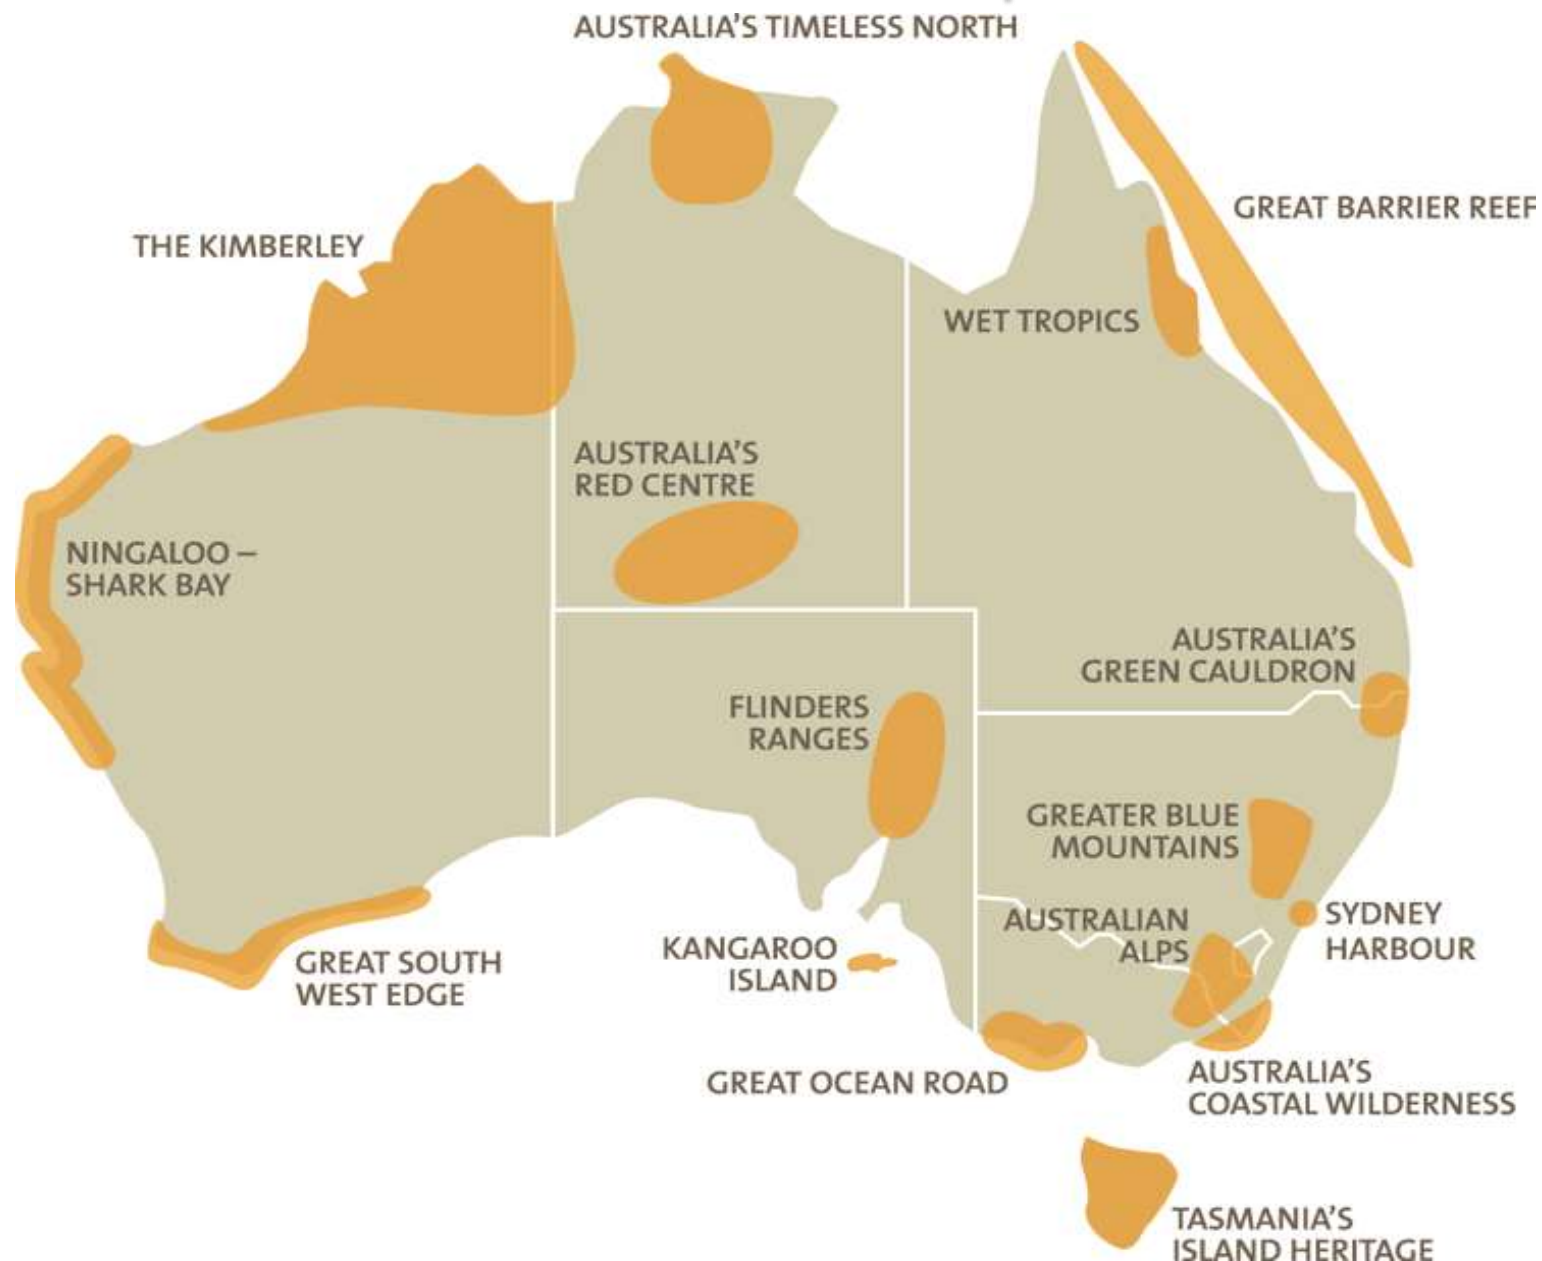 AUSTRALIA'S TIMELESS NORTH
GREAT BARRIER REEF
THE KIMBERLEY
WET TROPICS
AUSTRALIA'S
RED CENTRE
NINGALOO –
SHARK BAY
AUSTRALIA'S
GREEN CAULDRON
FLINDERS
RANGES
GREATER BLUE
MOUNTAINS
AUSTRALIAN
ALPS
SYDNEY
HARBOUR
KANGAROO
ISLAND
GREAT SOUTH
WEST EDGE
GREAT OCEAN ROAD
AUSTRALIA'S
COASTAL WILDERNESS
TASMANIA'S
ISLAND HERITAGE